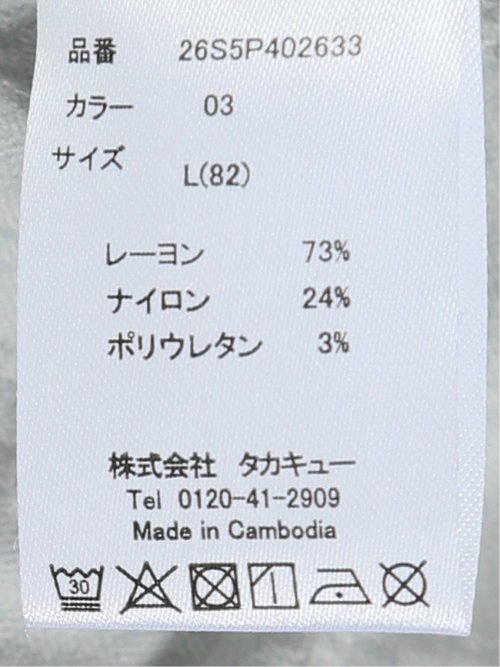 品番 26S5P402633
カラー 03
サイズ L(82)
レーヨン 73%
ナイロン 24%
ポリウレタン 3%
株式会社 タカキュー
Tel 0120-41-2909
Made in Cambodia
30